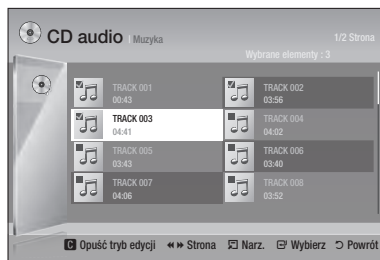 CD audio | Muzyka
1/2 Strona
Wybrane elementy : 3
TRACK 001
00:43
TRACK 002
03:56
TRACK 003
04:41
TRACK 004
04:02
TRACK 005
03:43
TRACK 006
03:40
TRACK 007
04:06
TRACK 008
03:52
C Opuść tryb edycji Strona Narz. Wybierz Powrót